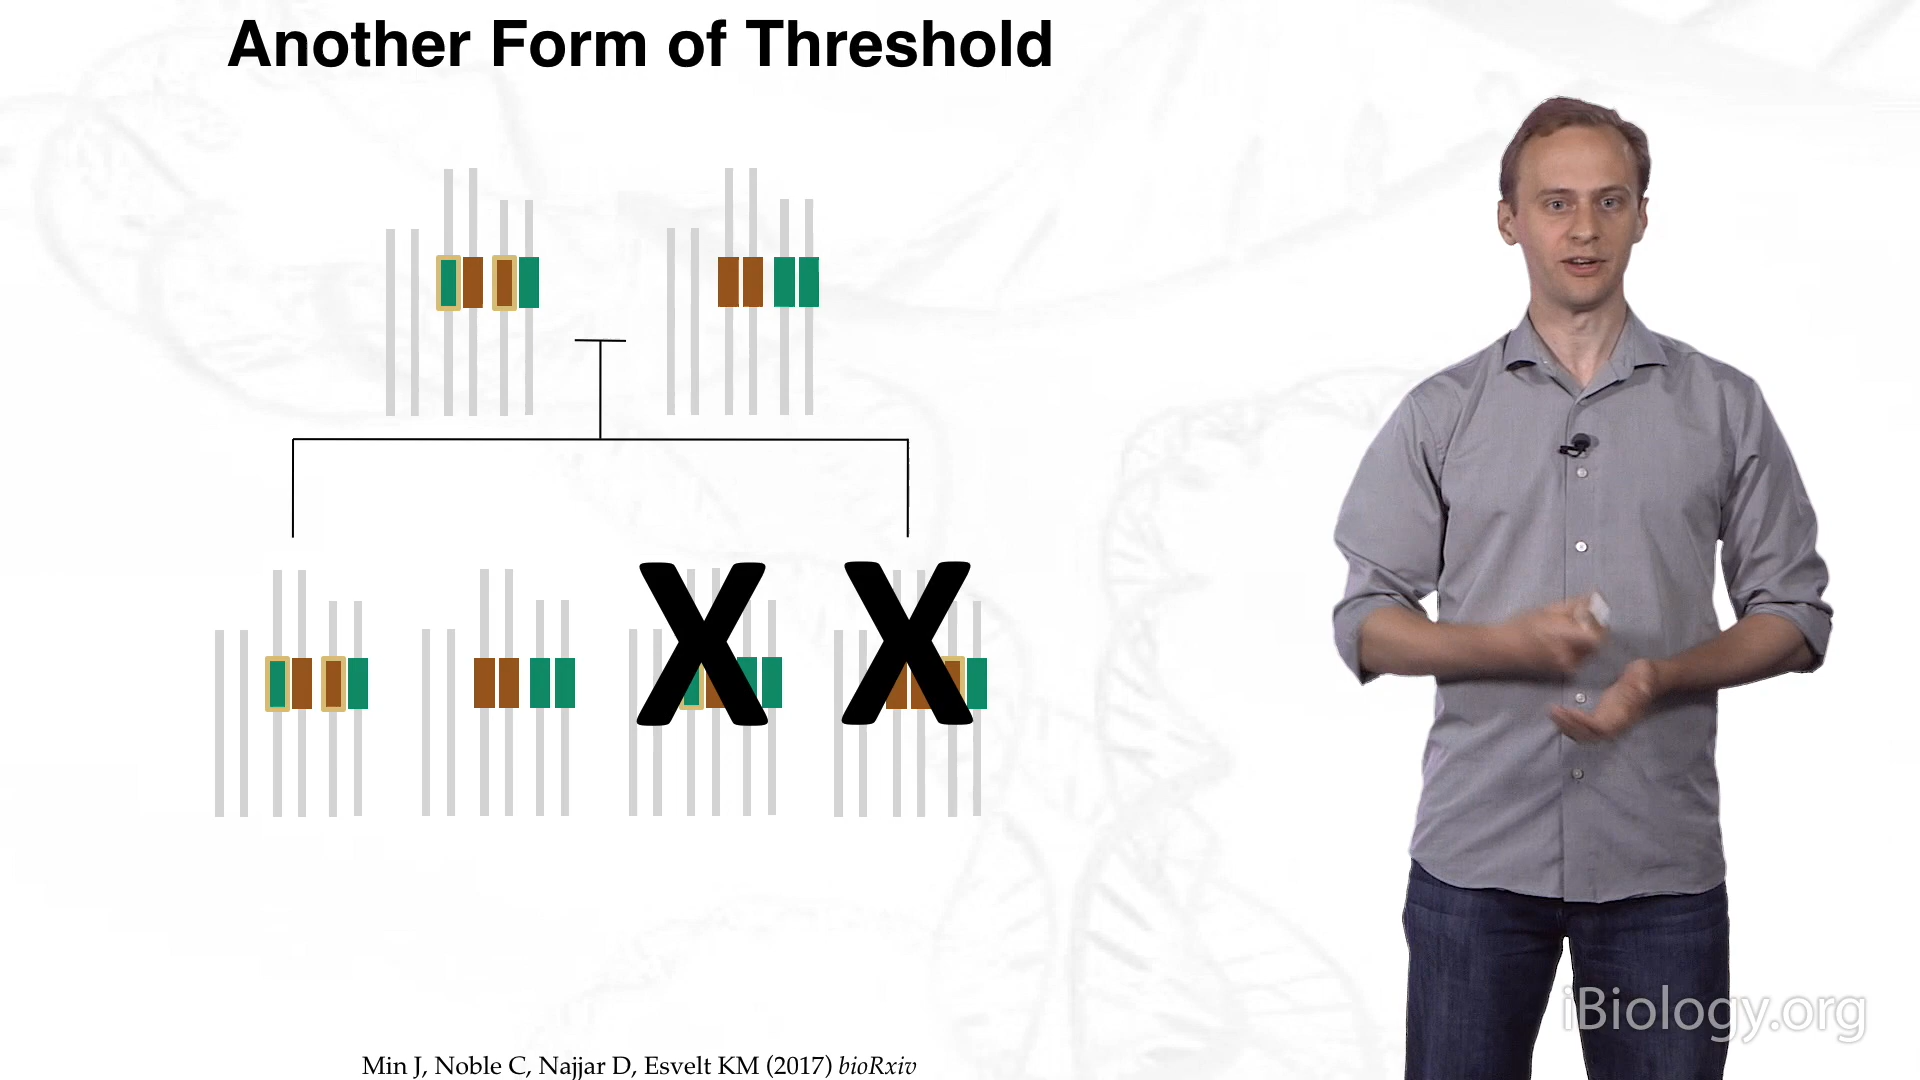 Another Form of Threshold
iBiology.org
Min J, Noble C, Najjar D, Esvelt KM (2017) bioRxiv